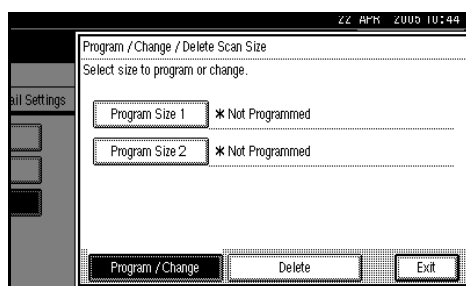 22 APR 2005 10:44
Program / Change / Delete Scan Size
Select size to program or change.
ail Settings
Program Size 1 * Not Programmed
Program Size 2 * Not Programmed
Program / Change Delete Exit